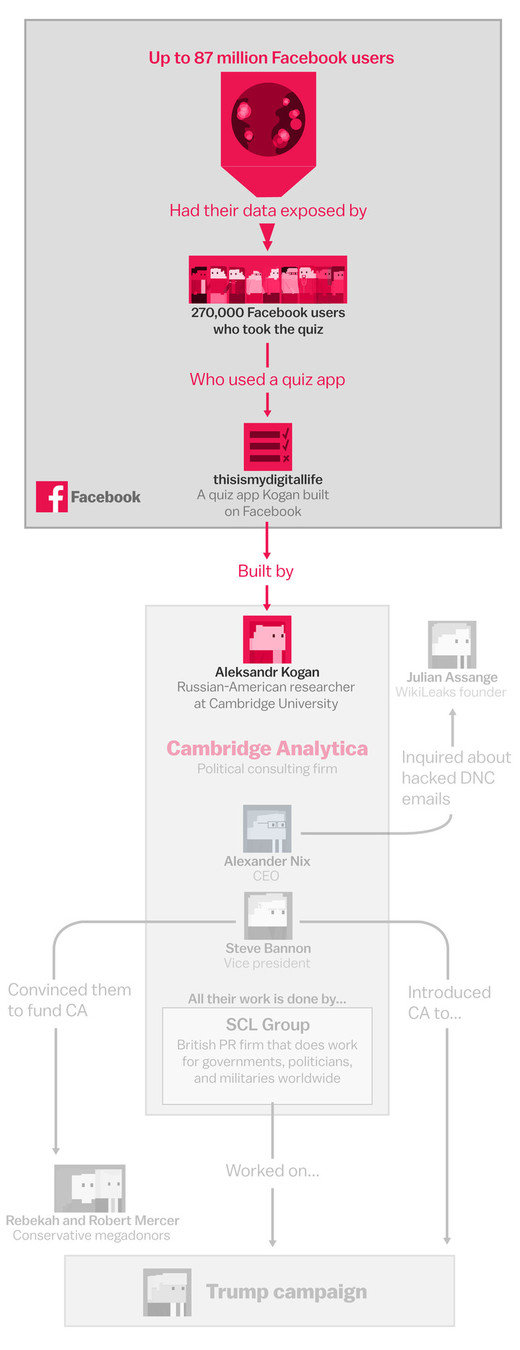 Up to 87 million Facebook users
Had their data exposed by
270,000 Facebook users
who took the quiz
Who used a quiz app
thisismydigitallife
A quiz app Kogan built
on Facebook
Facebook
Built by
Aleksandr Kogan
Russian-American researcher
at Cambridge University
Julian Assange
WikiLeaks founder
Cambridge Analytica
Political consulting firm
Inquired about
hacked DNC
emails
Alexander Nix
CEO
Steve Bannon
Vice president
Convinced them
to fund CA
Introduced
CA to...
All their work is done by...
SCL Group
British PR firm that does work
for governments, politicians,
and militaries worldwide
Worked on...
Rebekah and Robert Mercer
Conservative megadonors
Trump campaign